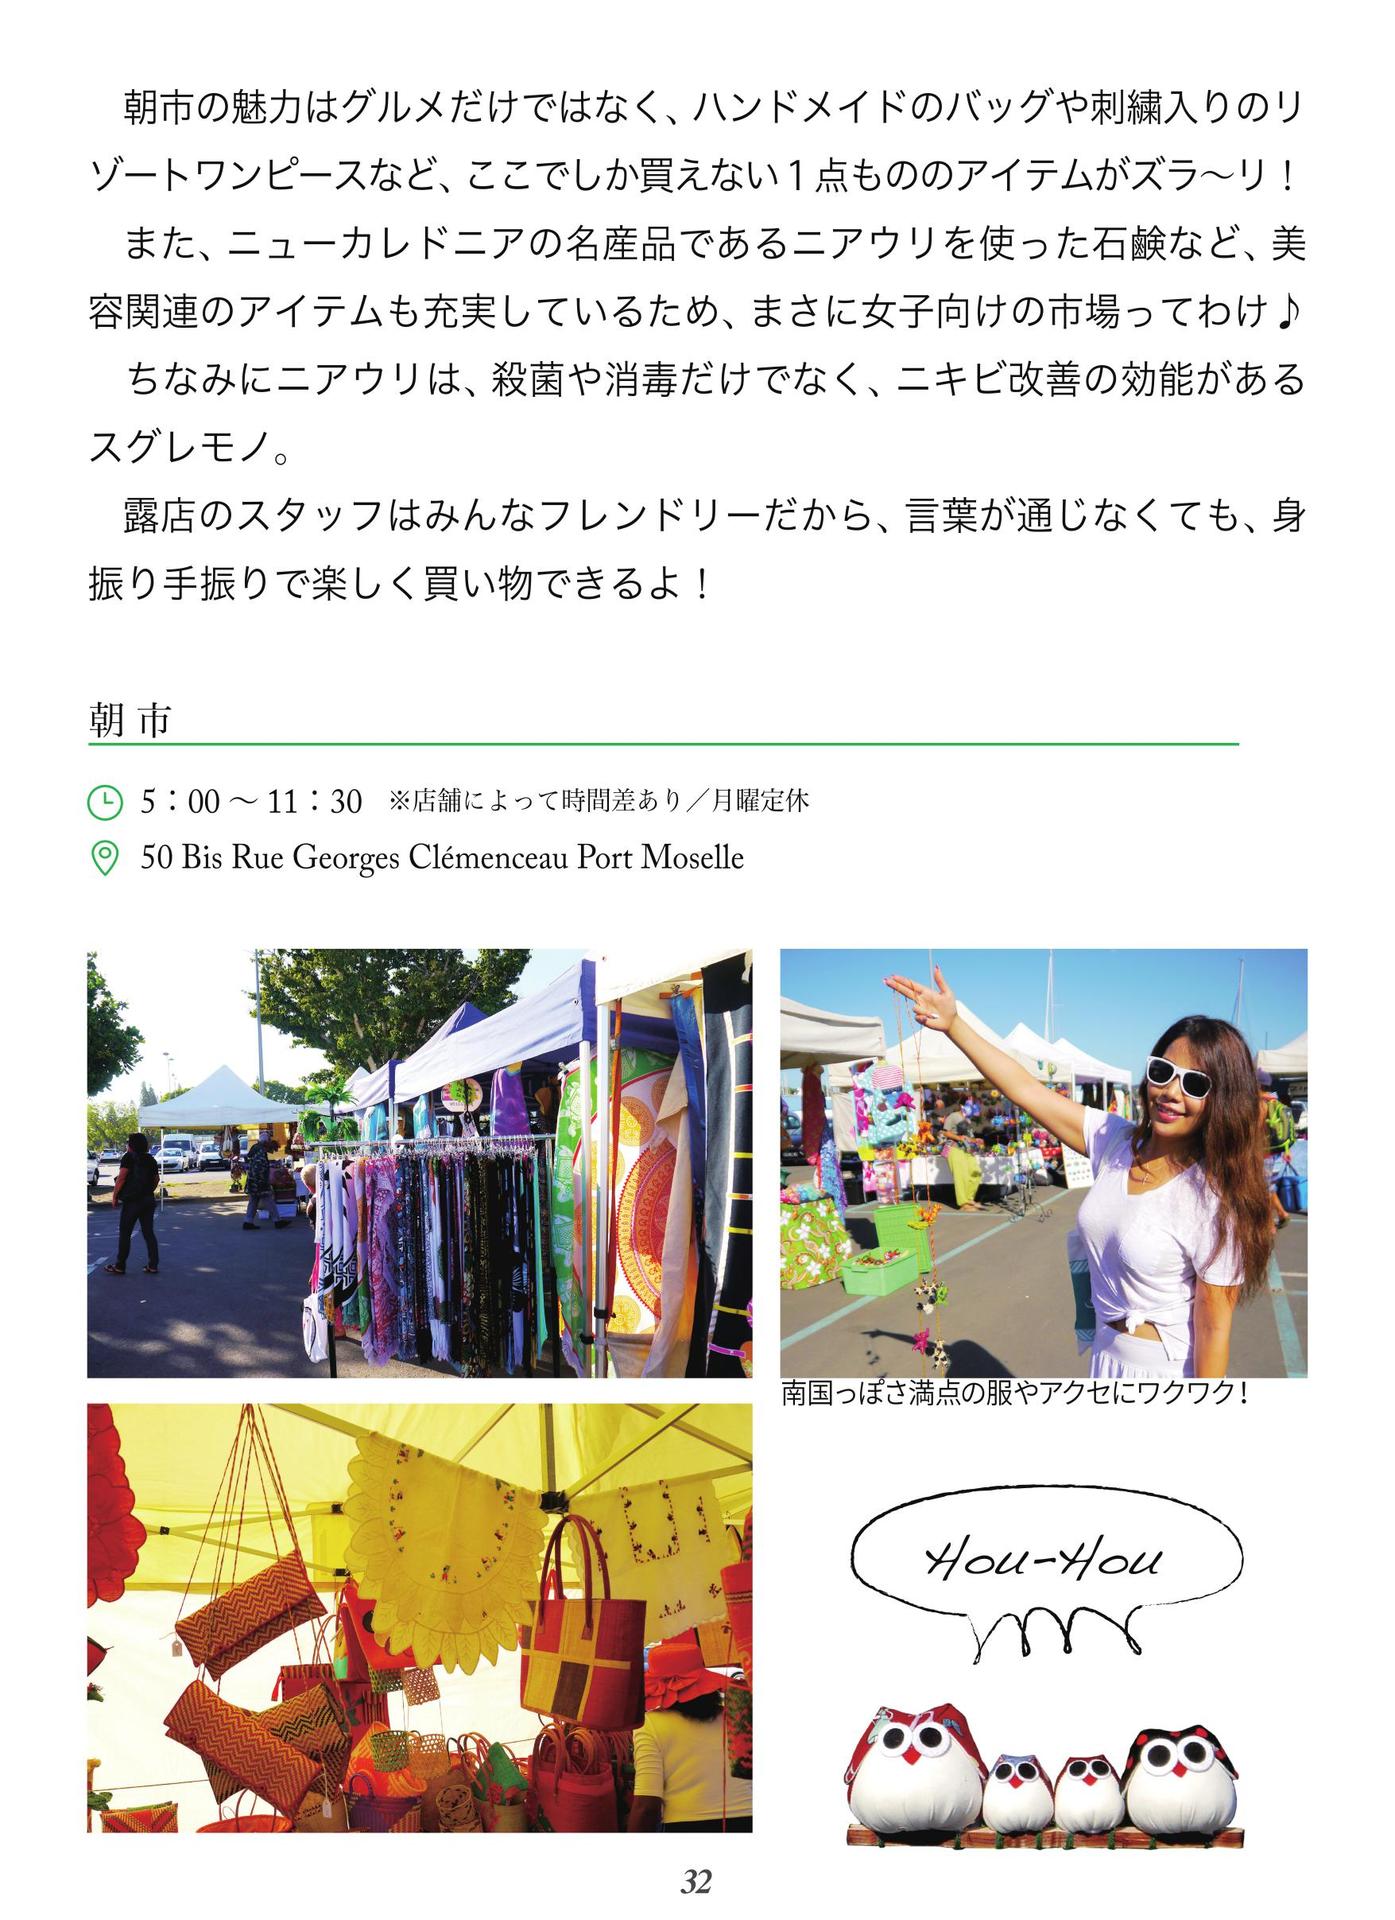 朝市の魅力はグルメだけではなく、ハンドメイドのバッグや刺繍入りのリ
ゾートワンピースなど、ここでしか買えない１点もののアイテムがズラ〜リ！
また、ニューカレドニアの名産品であるニアウリを使った石鹸など、美
容関連のアイテムも充実しているため、まさに女子向けの市場ってわけ♪
ちなみにニアウリは、殺菌や消毒だけでなく、ニキビ改善の効能がある
スグレモノ。
露店のスタッフはみんなフレンドリーだから、言葉が通じなくても、身
振り手振りで楽しく買い物できるよ！
朝市
5：00 〜 11：30　※店舗によって時間差あり／月曜定休
50 Bis Rue Georges Clémenceau Port Moselle
南国っぽさ満点の服やアクセにワクワク！
Hou-Hou
32